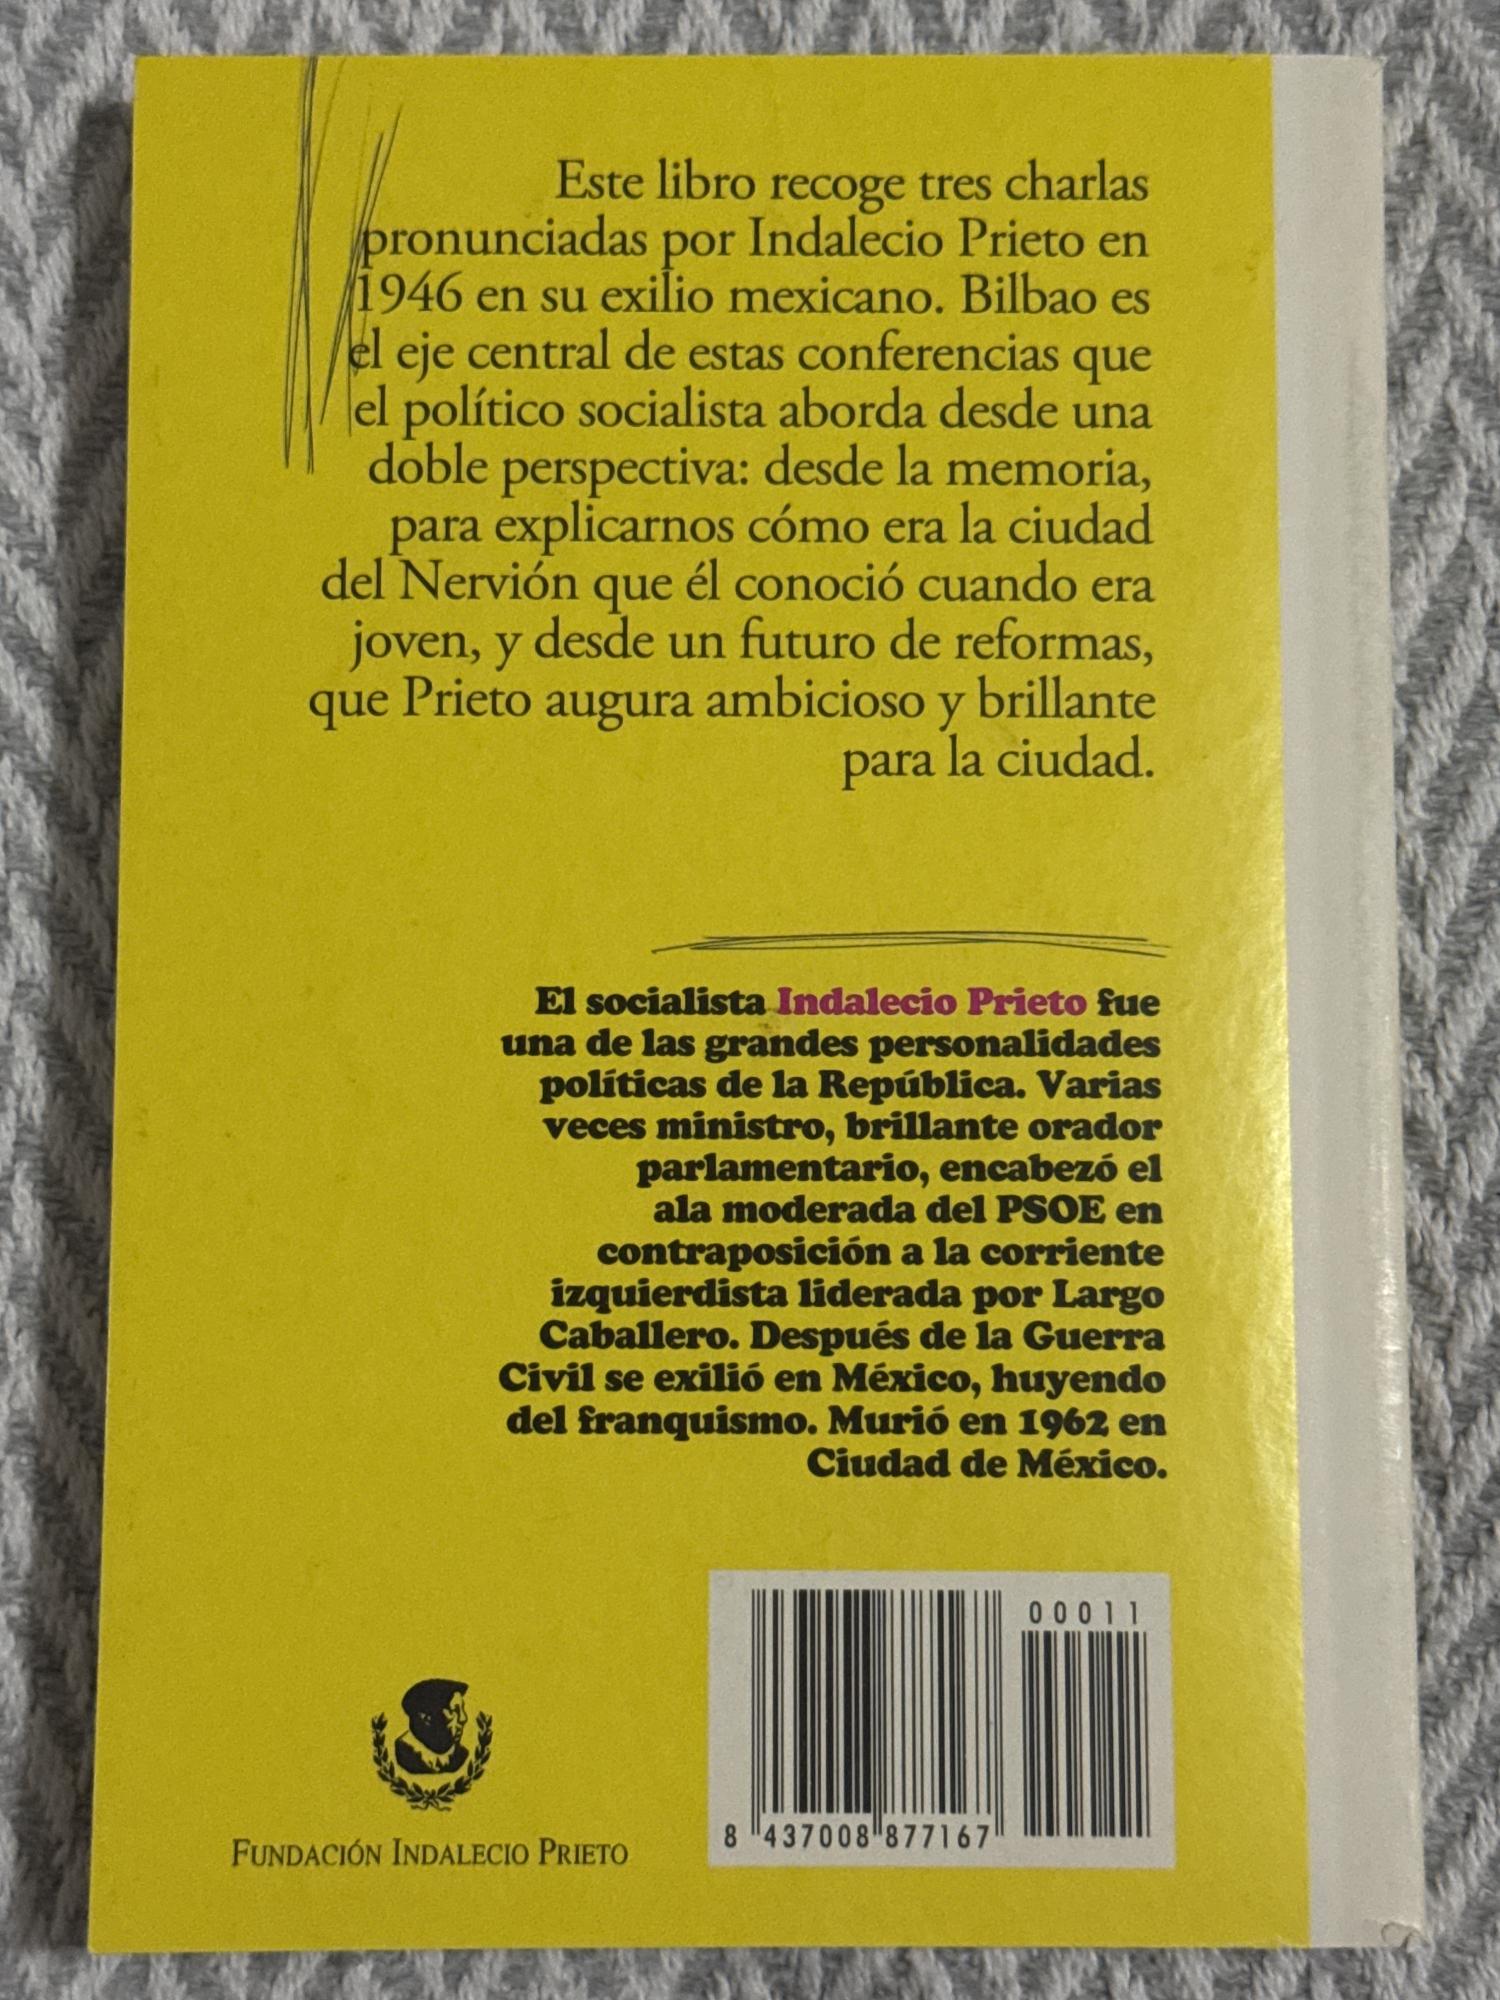 Este libro recoge tres charlas
pronunciadas por Indalecio Prieto en
1946 en su exilio mexicano. Bilbao es
el eje central de estas conferencias que
el político socialista aborda desde una
doble perspectiva: desde la memoria,
para explicarnos cómo era la ciudad
del Nervión que él conoció cuando era
joven, y desde un futuro de reformas,
que Prieto augura ambicioso y brillante
para la ciudad.
El socialista Indalecio Prieto fue
una de las grandes personalidades
políticas de la República. Varias
veces ministro, brillante orador
parlamentario, encabezó el
ala moderada del PSOE en
contraposición a la corriente
izquierdista liderada por Largo
Caballero. Después de la Guerra
Civil se exilió en México, huyendo
del franquismo. Murió en 1962 en
Ciudad de México.
00011
8 437008 877167
FUNDACIÓN INDALECIO PRIETO